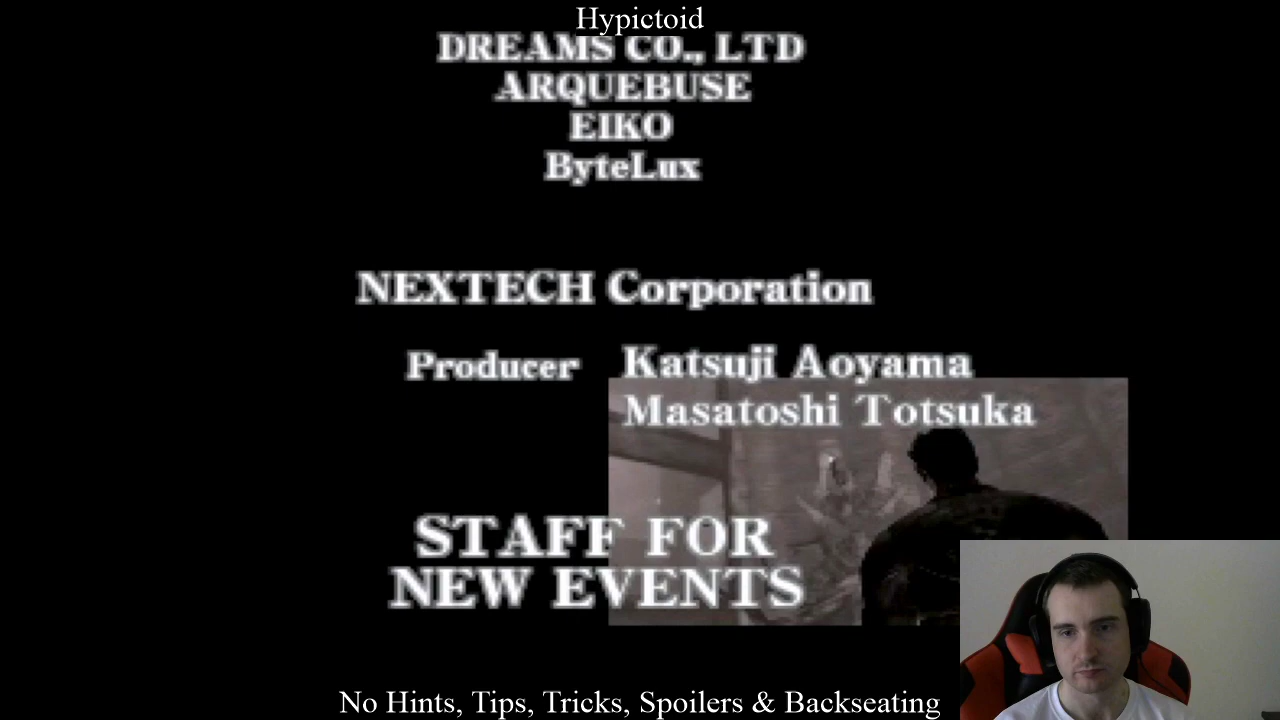 Hypictoid
DREAMS CO., LTD
ARQUEBUSE
EIKO
ByteLux
NEXTECH Corporation
Producer Katsuji Aoyama
Masatoshi Totsuka
STAFF FOR
NEW EVENTS
No Hints, Tips, Tricks, Spoilers & Backseating